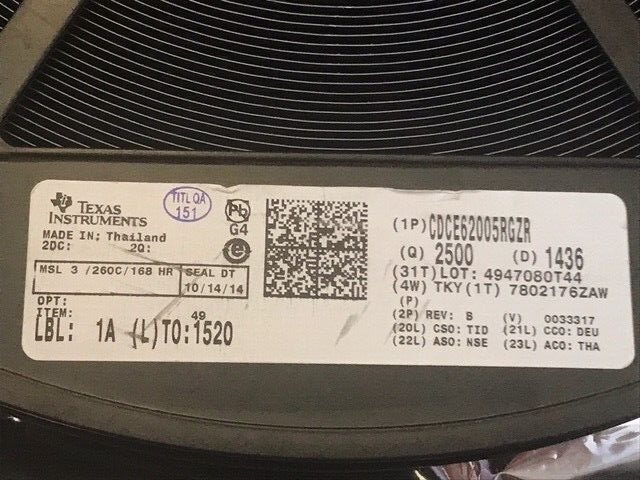 TEXAS
INSTRUMENTS
TITL QA
151
Pb
G4
MADE IN: Thailand
2DC: 2Q:
e
MSL 3 /260C/168 HR
SEAL DT
10/14/14
OPT:
ITEM: 49
LBL: 1A (L)TO:1520
(1P)CDCE62005RGZR
(Q) 2500 (D) 1436
(31T)LOT: 4947080T44
(4W) TKY(1T) 7802176ZAW
(P)
(2P) REV: B (V) 0033317
(20L) CSO: TID (21L) CCO: DEU
(22L) ASO: NSE (23L) ACO: THA